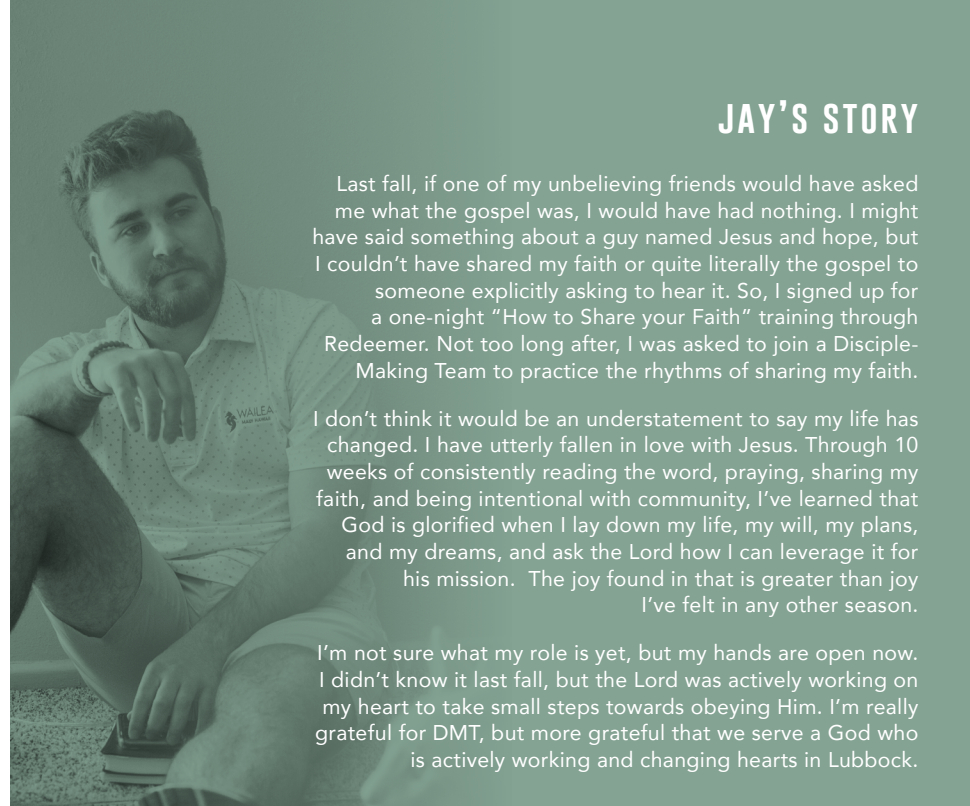 JAY’S STORY
Last fall, if one of my unbelieving friends would have asked
me what the gospel was, I would have had nothing. I might
have said something about a guy named Jesus and hope, but
I couldn’t have shared my faith or quite literally the gospel to
someone explicitly asking to hear it. So, I signed up for
a one-night “How to Share your Faith” training through
Redeemer. Not too long after, I was asked to join a Disciple-
Making Team to practice the rhythms of sharing my faith.
I don’t think it would be an understatement to say my life has
changed. I have utterly fallen in love with Jesus. Through 10
weeks of consistently reading the word, praying, sharing my
faith, and being intentional with community, I’ve learned that
God is glorified when I lay down my life, my will, my plans,
and my dreams, and ask the Lord how I can leverage it for
his mission.  The joy found in that is greater than joy
I’ve felt in any other season.
I’m not sure what my role is yet, but my hands are open now.
I didn’t know it last fall, but the Lord was actively working on
my heart to take small steps towards obeying Him. I’m really
grateful for DMT, but more grateful that we serve a God who
is actively working and changing hearts in Lubbock.
WAILEA